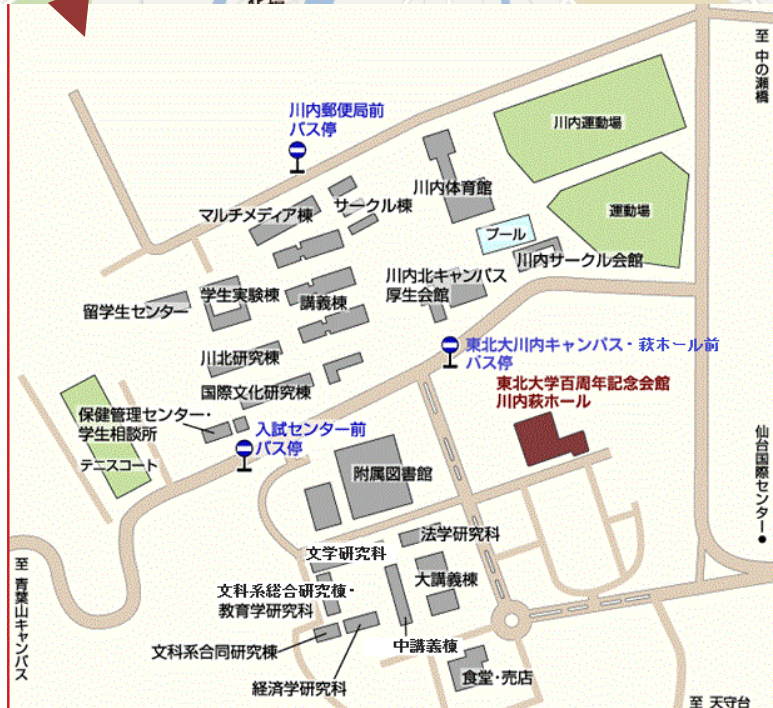 至 中の瀬橋
川内郵便局前
バス停
川内運動場
川内体育館
マルチメディア棟
サークル棟
運動場
プール
川内サークル会館
川内北キャンパス
厚生会館
学生実験棟
講義棟
留学生センター
東北大川内キャンパス・萩ホール前
バス停
川北研究棟
国際文化研究棟
東北大学百周年記念会館
川内萩ホール
保健管理センター・
学生相談所
入試センター前
バス停
テニスコート
仙台国際センター
附属図書館
法学研究科
文学研究科
至 青葉山キャンパス
大講義棟
文科系総合研究棟・
教育学研究科
中講義棟
文科系合同研究棟
経済学研究科
食堂・売店
至 天守台